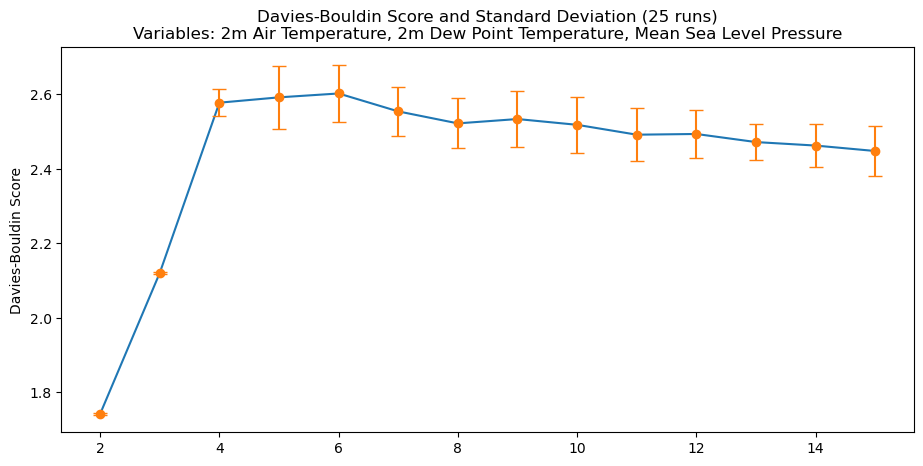 Davies-Bouldin Score and Standard Deviation (25 runs)
Variables: 2m Air Temperature, 2m Dew Point Temperature, Mean Sea Level Pressure
Davies-Bouldin Score
2.6
2.4
2.2
2.0
1.8
2 4 6 8 10 12 14